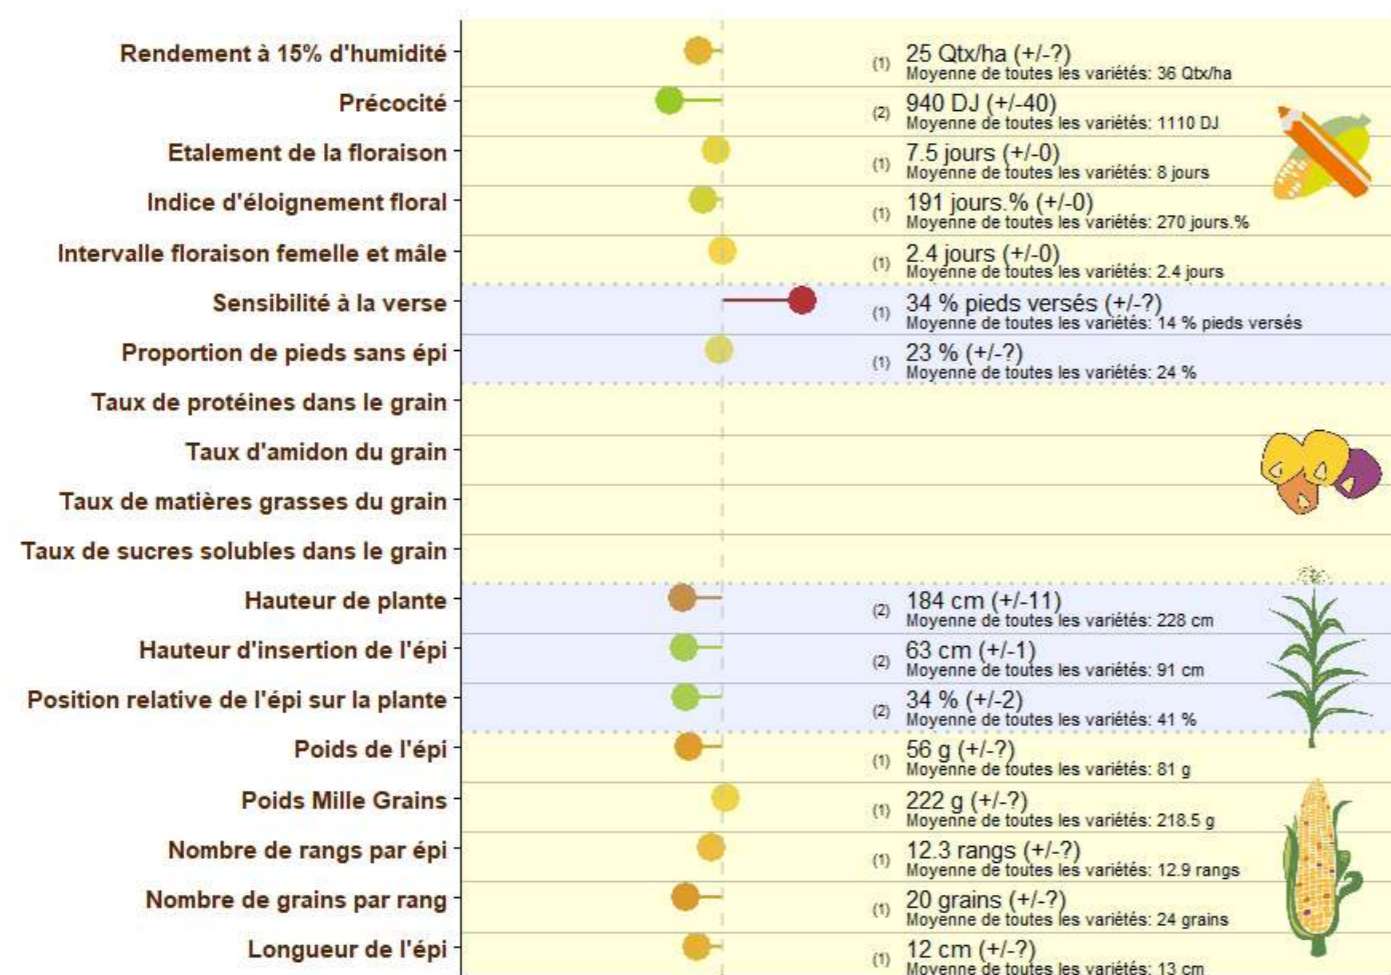 Rendement à 15% d'humidité
(1) 25 Qtx/ha (+/-?)
Moyenne de toutes les variétés: 36 Qtx/ha
Précocité
(2) 940 DJ (+/-40)
Moyenne de toutes les variétés: 1110 DJ
Etalement de la floraison
(1) 7.5 jours (+/-0)
Moyenne de toutes les variétés: 8 jours
Indice d'éloignement floral
(1) 191 jours.% (+/-0)
Moyenne de toutes les variétés: 270 jours.%
Intervalle floraison femelle et mâle
(1) 2.4 jours (+/-0)
Moyenne de toutes les variétés: 2.4 jours
Sensibilité à la verse
(1) 34 % pieds versés (+/-?)
Moyenne de toutes les variétés: 14 % pieds versés
Proportion de pieds sans épi
(1) 23 % (+/-?)
Moyenne de toutes les variétés: 24 %
Taux de protéines dans le grain
Taux d'amidon du grain
Taux de matières grasses du grain
Taux de sucres solubles dans le grain
Hauteur de plante
(2) 184 cm (+/-11)
Moyenne de toutes les variétés: 228 cm
Hauteur d'insertion de l'épi
(2) 63 cm (+/-1)
Moyenne de toutes les variétés: 91 cm
Position relative de l'épi sur la plante
(2) 34 % (+/-2)
Moyenne de toutes les variétés: 41 %
Poids de l'épi
(1) 56 g (+/-?)
Moyenne de toutes les variétés: 81 g
Poids Mille Grains
(1) 222 g (+/-?)
Moyenne de toutes les variétés: 218.5 g
Nombre de rangs par épi
(1) 12.3 rangs (+/-?)
Moyenne de toutes les variétés: 12.9 rangs
Nombre de grains par rang
(1) 20 grains (+/-?)
Moyenne de toutes les variétés: 24 grains
Longueur de l'épi
(1) 12 cm (+/-?)
Moyenne de toutes les variétés: 13 cm